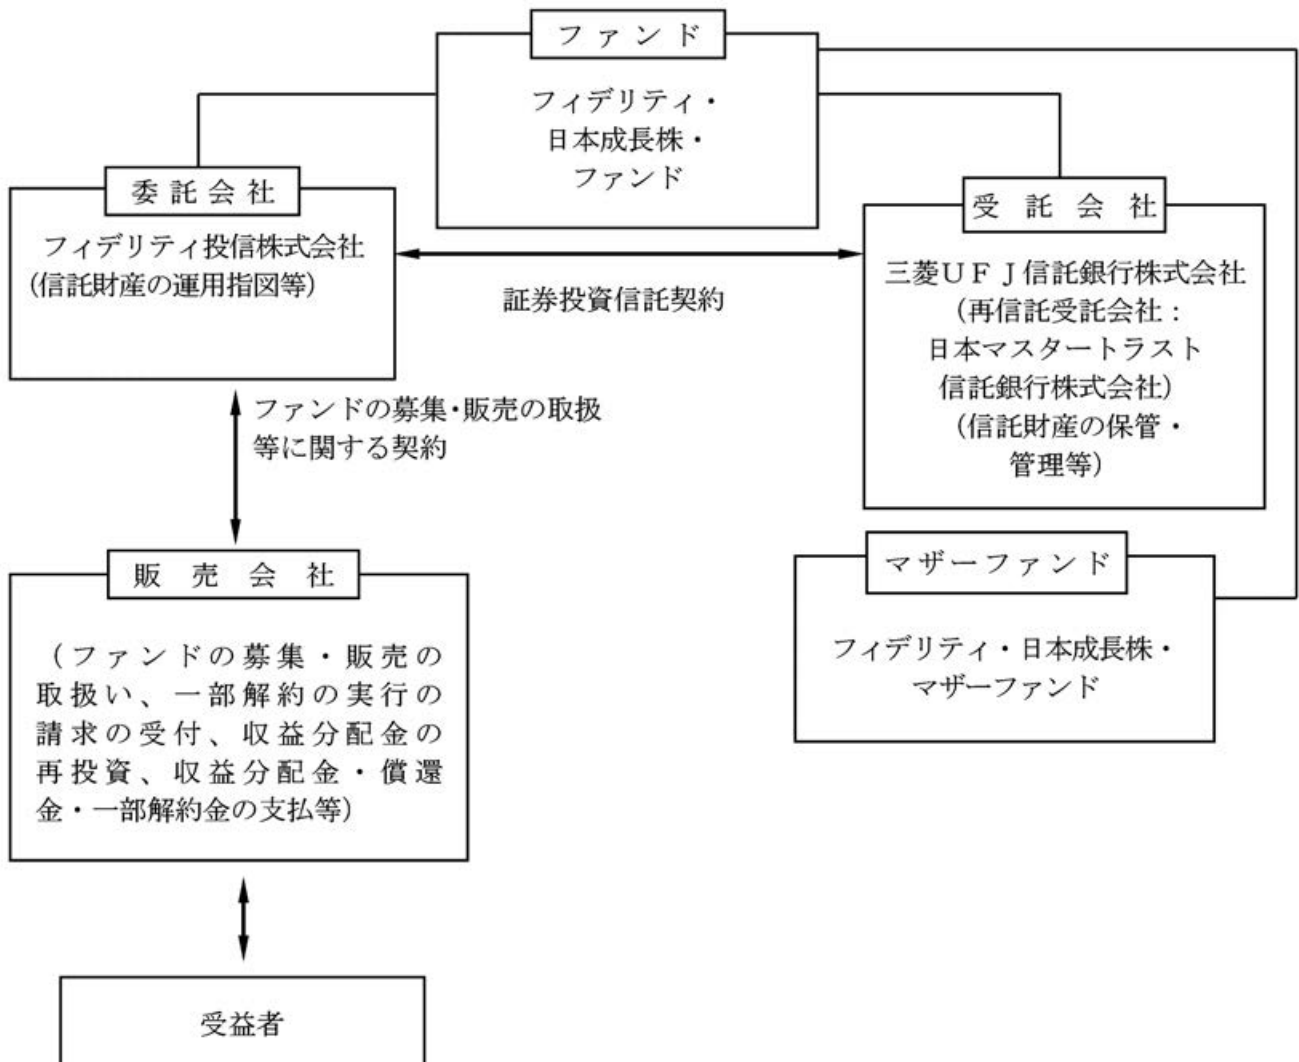 ファンド
フィデリティ・
日本成長株・
ファンド
委託会社
フィデリティ投信株式会社
(信託財産の運用指図等)
証券投資信託契約
受託会社
三菱UFJ信託銀行株式会社
(再信託受託会社:
日本マスタートラスト
信託銀行株式会社)
(信託財産の保管・
管理等)
ファンドの募集・販売の取扱
等に関する契約
販売会社
(ファンドの募集・販売の
取扱い、一部解約の実行の
請求の受付、収益分配金の
再投資、収益分配金・償還
金・一部解約金の支払等)
マザーファンド
フィデリティ・日本成長株・
マザーファンド
受益者